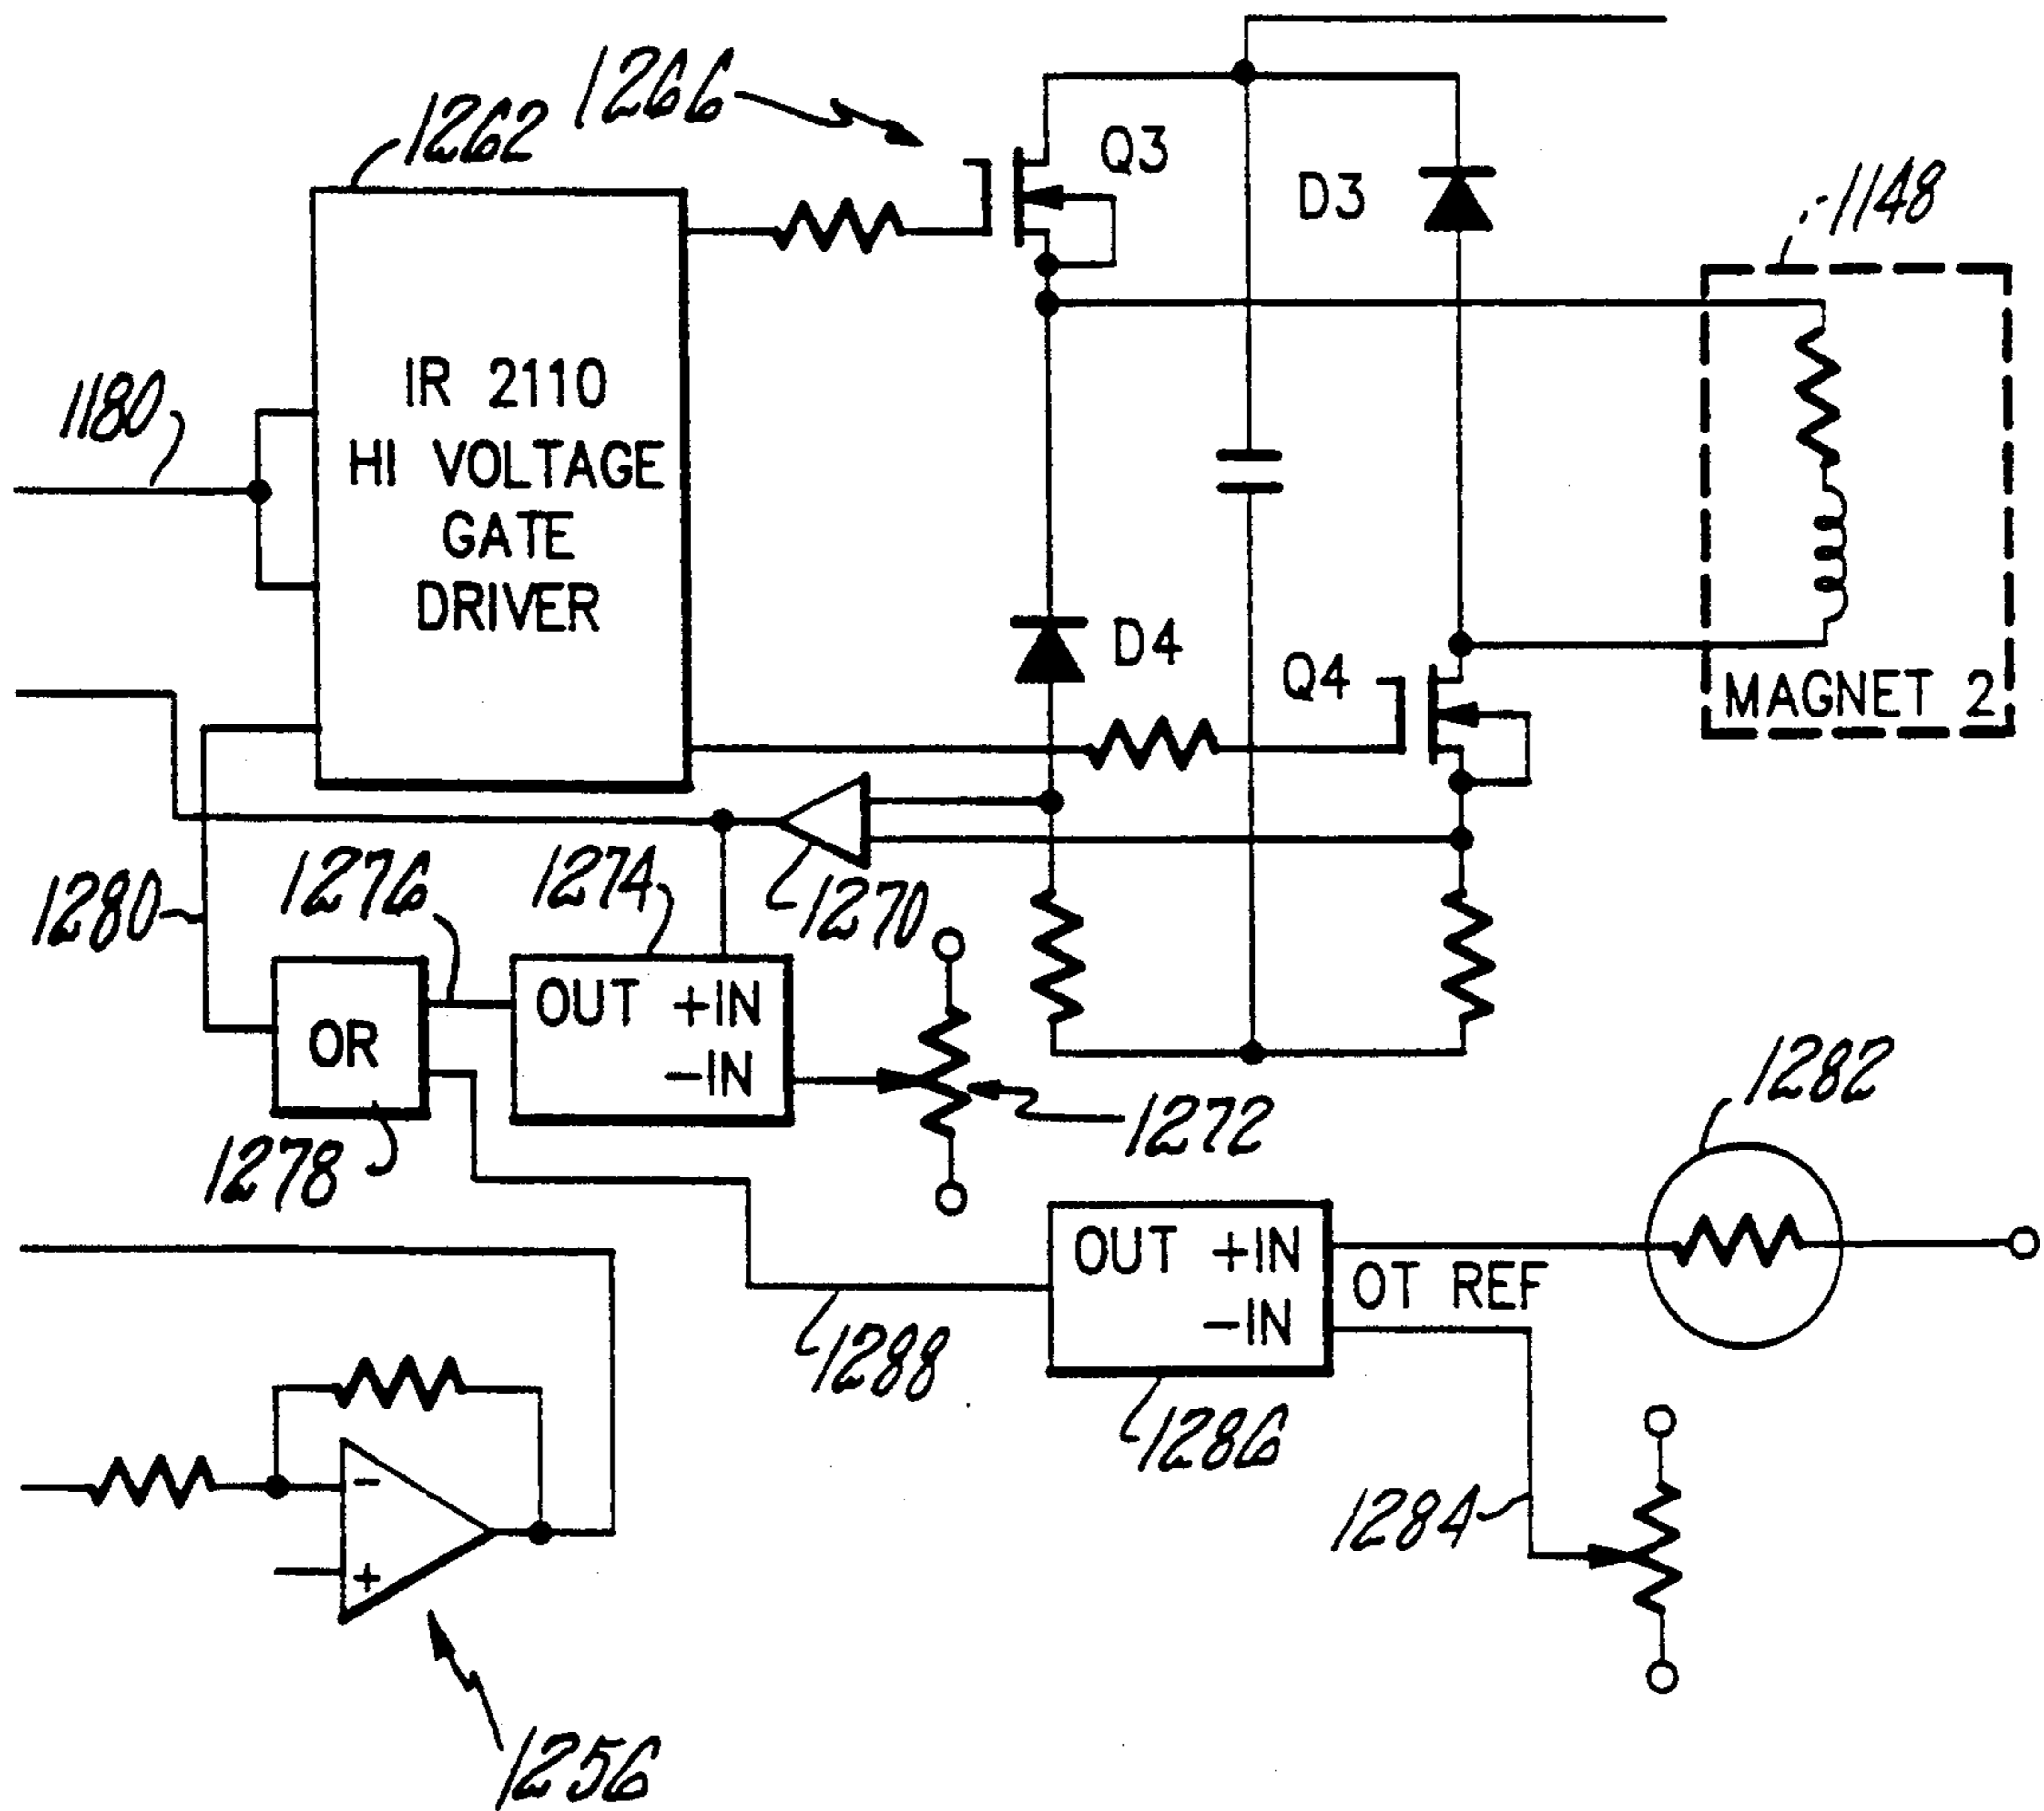 1266
1262
Q3
D3
1148
IR 2110
HI VOLTAGE
GATE
DRIVER
1180
D4
Q4
MAGNET 2
1280
1276
1274
1270
OR
OUT +IN
-IN
1272
1278
1282
OUT +IN
-IN
OT REF
1288
1286
1284
-
+
1256